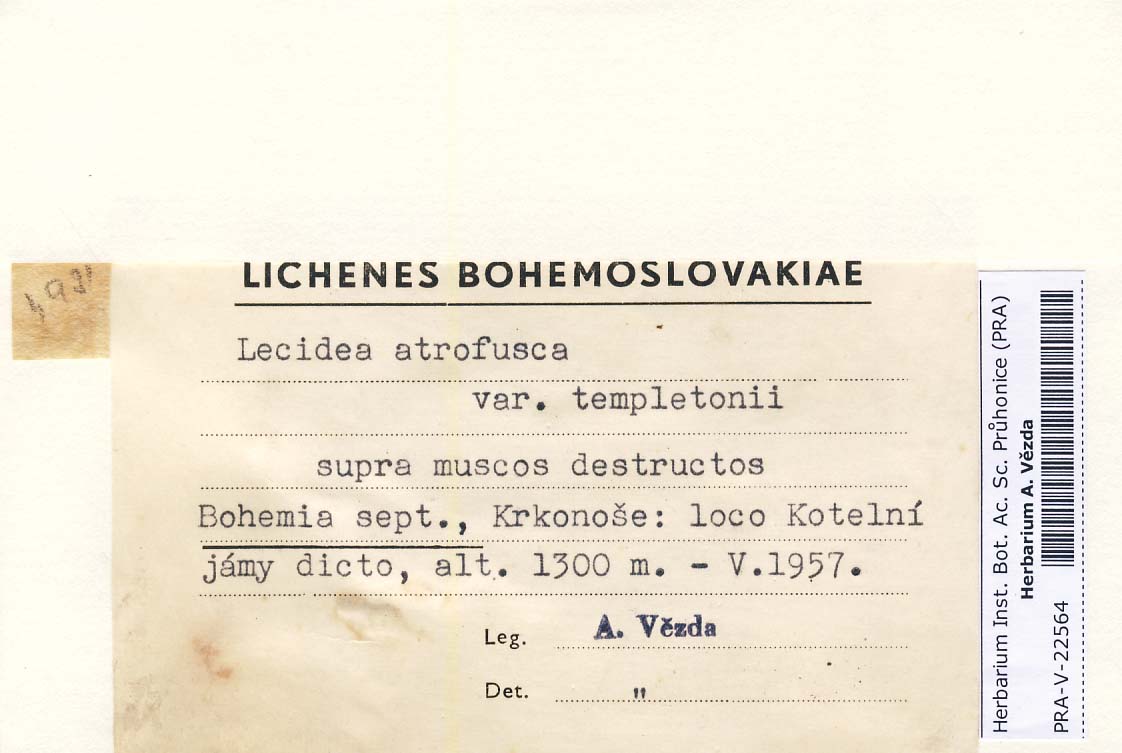 LICHENES BOHEMOSLOVAKIAE
Lecidea atrofusca
var. templetonii
supra muscos destructos
Bohemia sept., Krkonoše: loco Kotelní
jámy dicto, alt. 1300 m. - V.1957.
Leg. A. Vězda
Det. "
Herbarium Inst. Bot. Ac. Sc. Průhonice (PRA)
Herbarium A. Vězda
PRA-V-22564